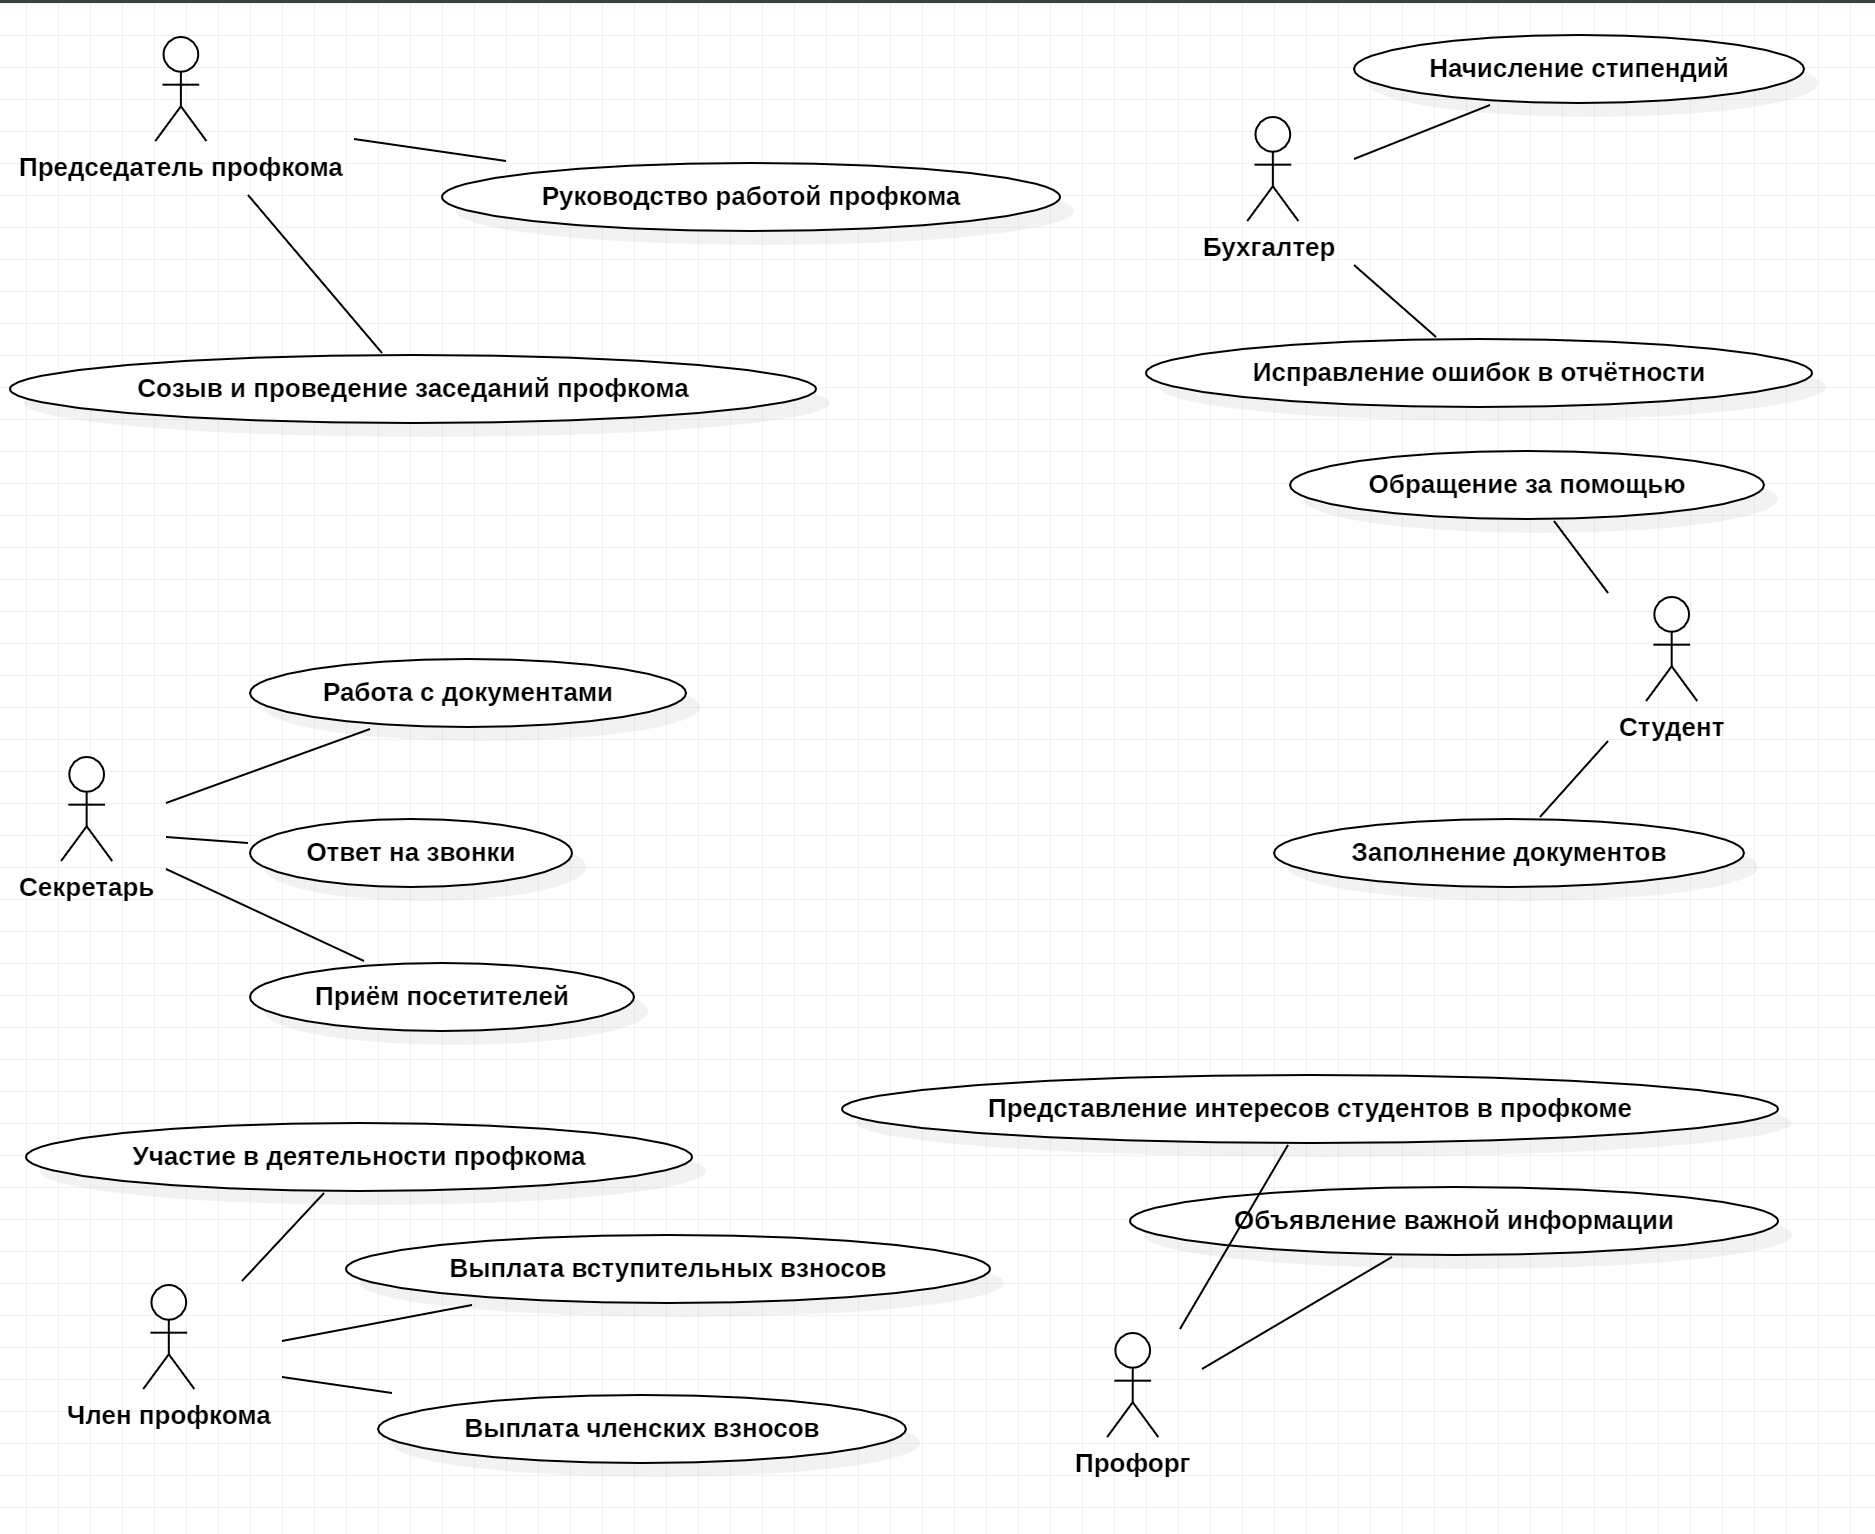 Председатель профкома
Руководство работой профкома
Созыв и проведение заседаний профкома
Начисление стипендий
Бухгалтер
Исправление ошибок в отчётности
Обращение за помощью
Студент
Заполнение документов
Работа с документами
Секретарь
Ответ на звонки
Приём посетителей
Участие в деятельности профкома
Выплата вступительных взносов
Член профкома
Выплата членских взносов
Представление интересов студентов в профкоме
Объявление важной информации
Профорг